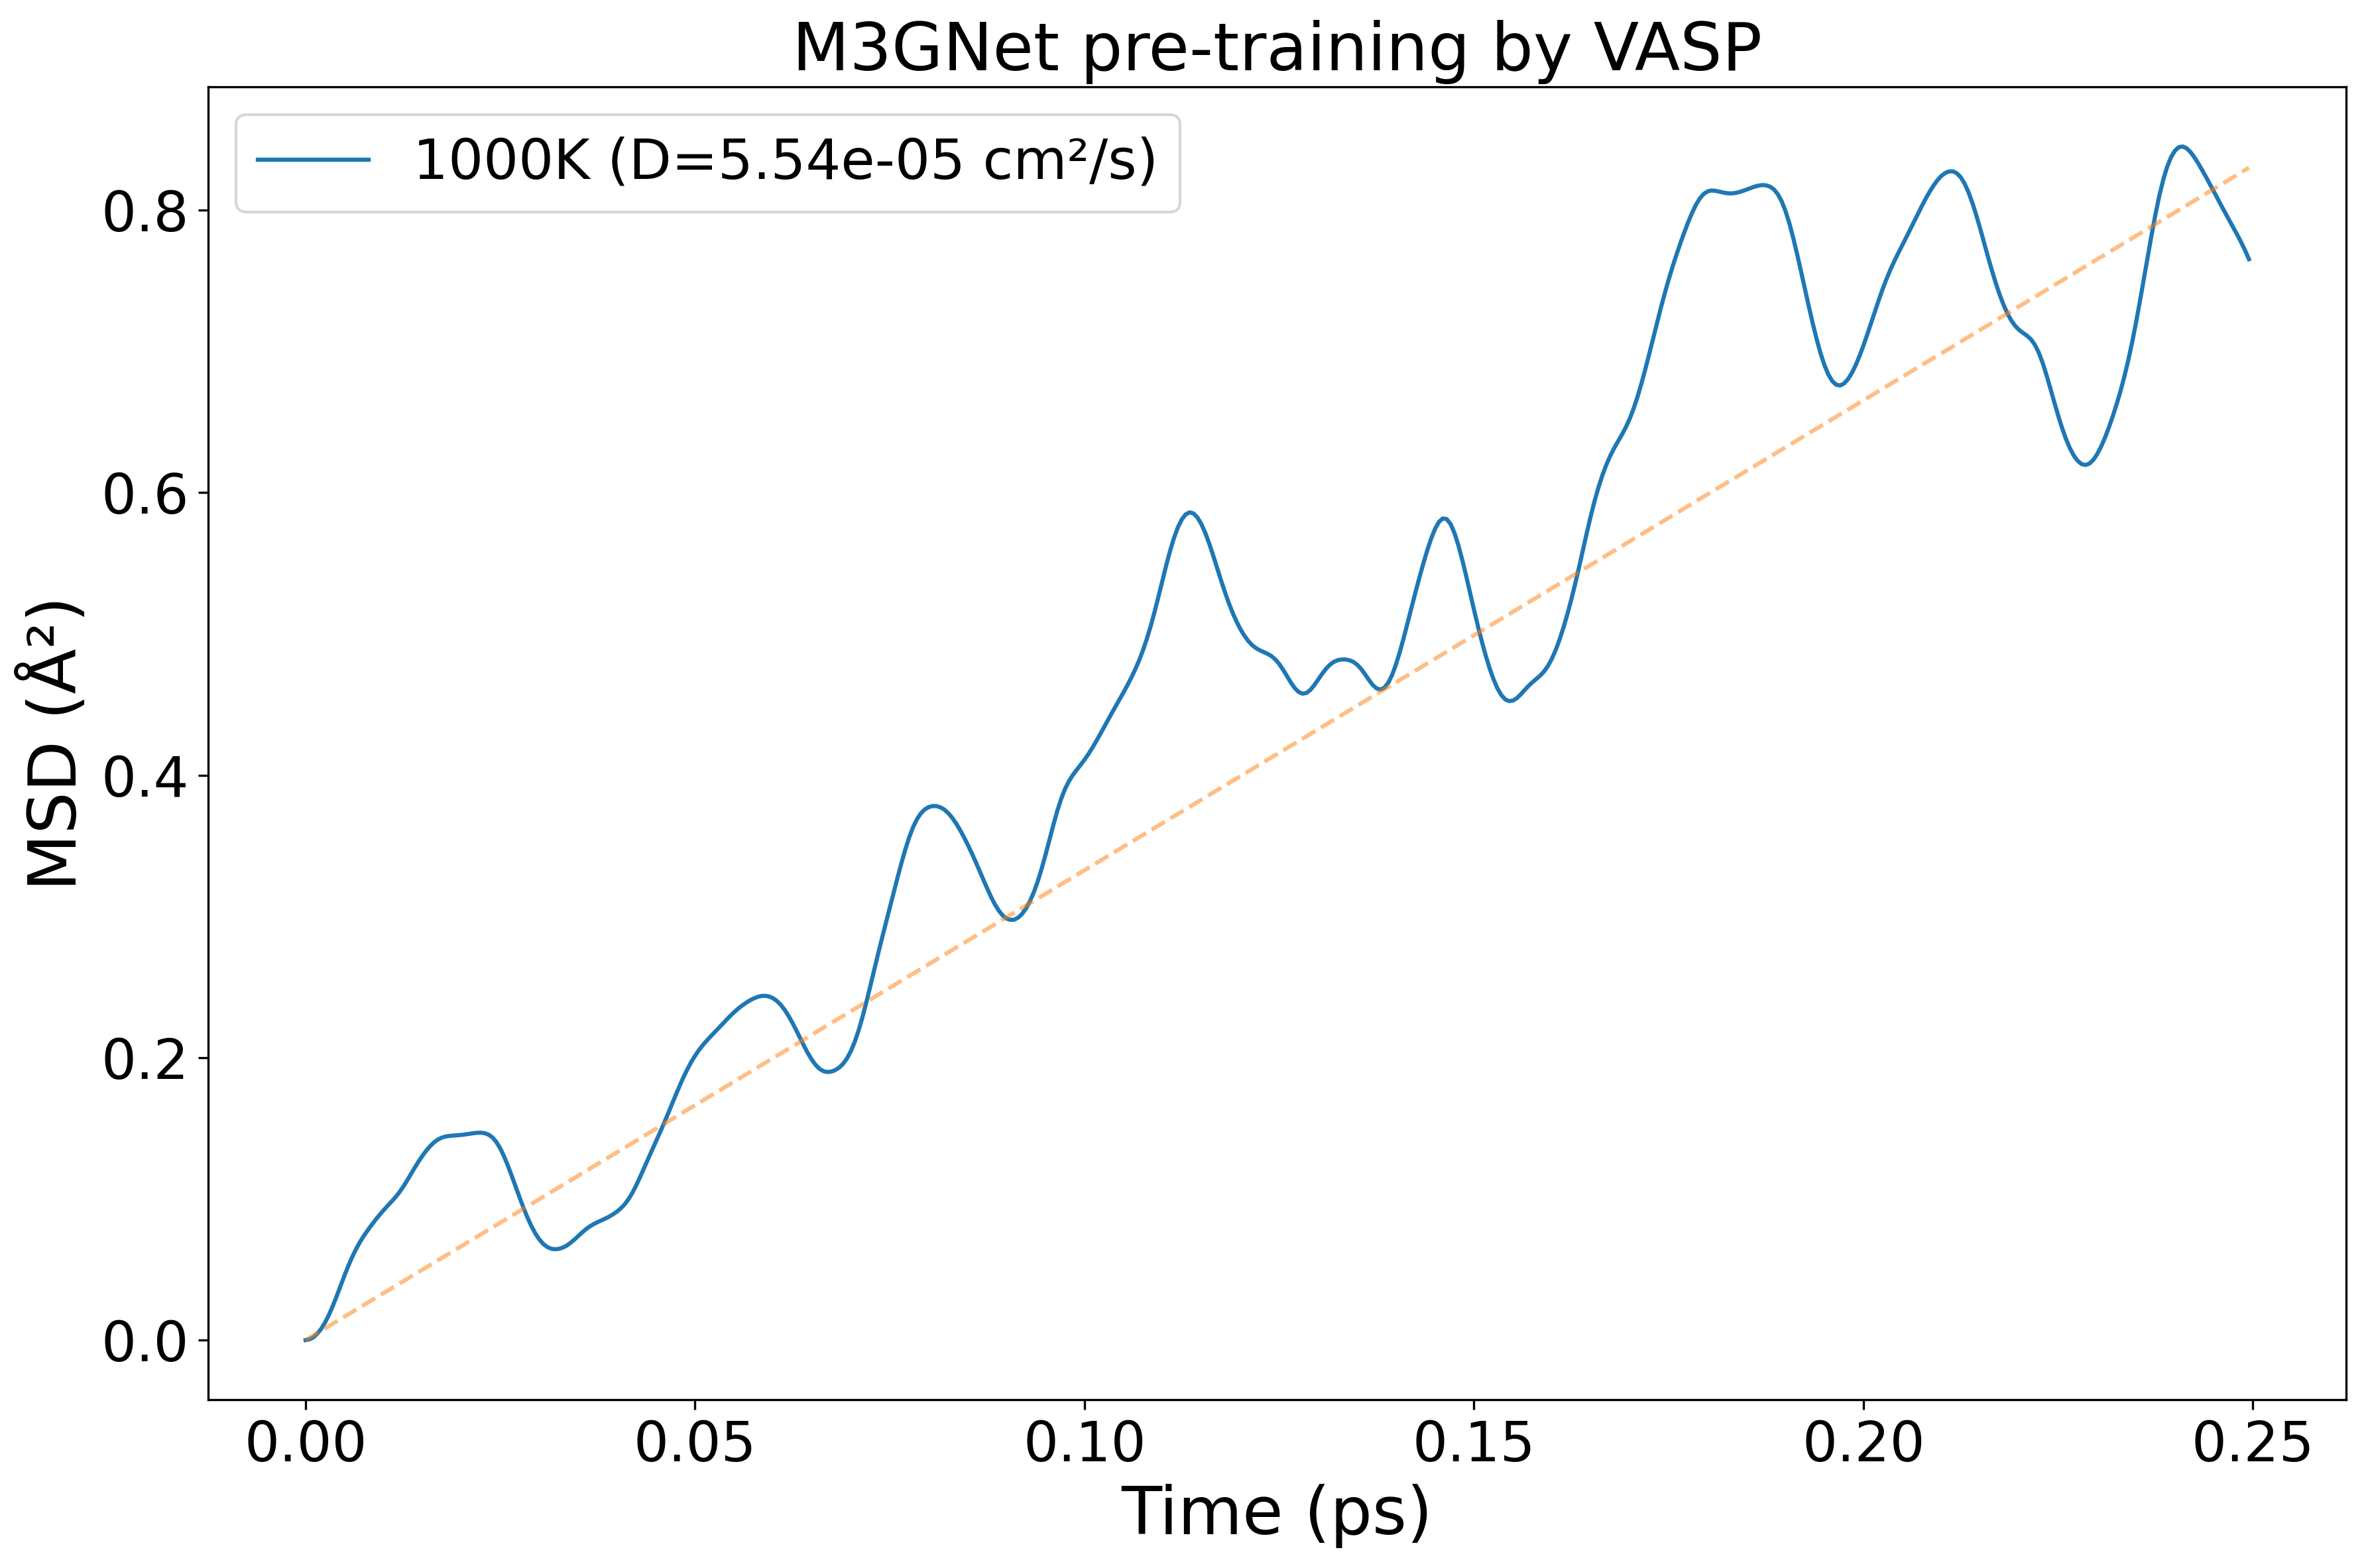 M3GNet pre-training by VASP
1000K (D=5.54e-05 cm²/s)
MSD (Å²)
0.8
0.6
0.4
0.2
0.0
0.00 0.05 0.10 0.15 0.20 0.25
Time (ps)